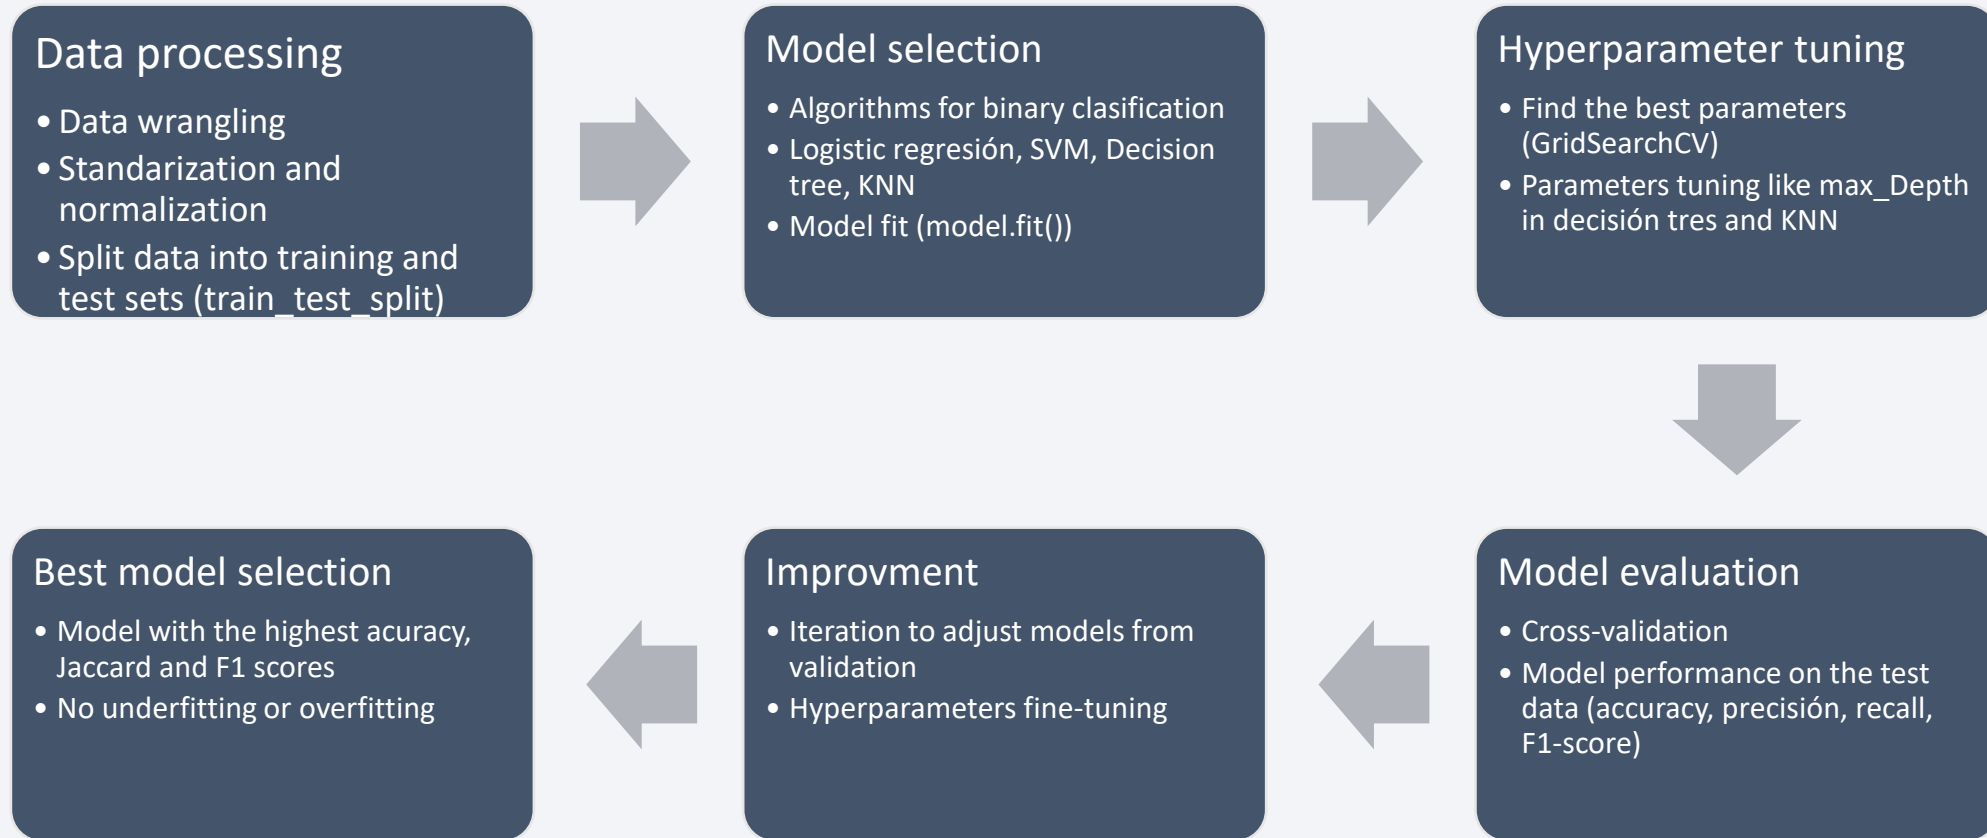 Data processing
• Data wrangling
• Standarization and
normalization
• Split data into training and
test sets (train_test_split)
Model selection
• Algorithms for binary clasification
• Logistic regresión, SVM, Decision
tree, KNN
• Model fit (model.fit())
Hyperparameter tuning
• Find the best parameters
(GridSearchCV)
• Parameters tuning like max_Depth
in decisión tres and KNN
Model evaluation
• Cross-validation
• Model performance on the test
data (accuracy, precisión, recall,
F1-score)
Improvment
• Iteration to adjust models from
validation
• Hyperparameters fine-tuning
Best model selection
• Model with the highest acuracy,
Jaccard and F1 scores
• No underfitting or overfitting